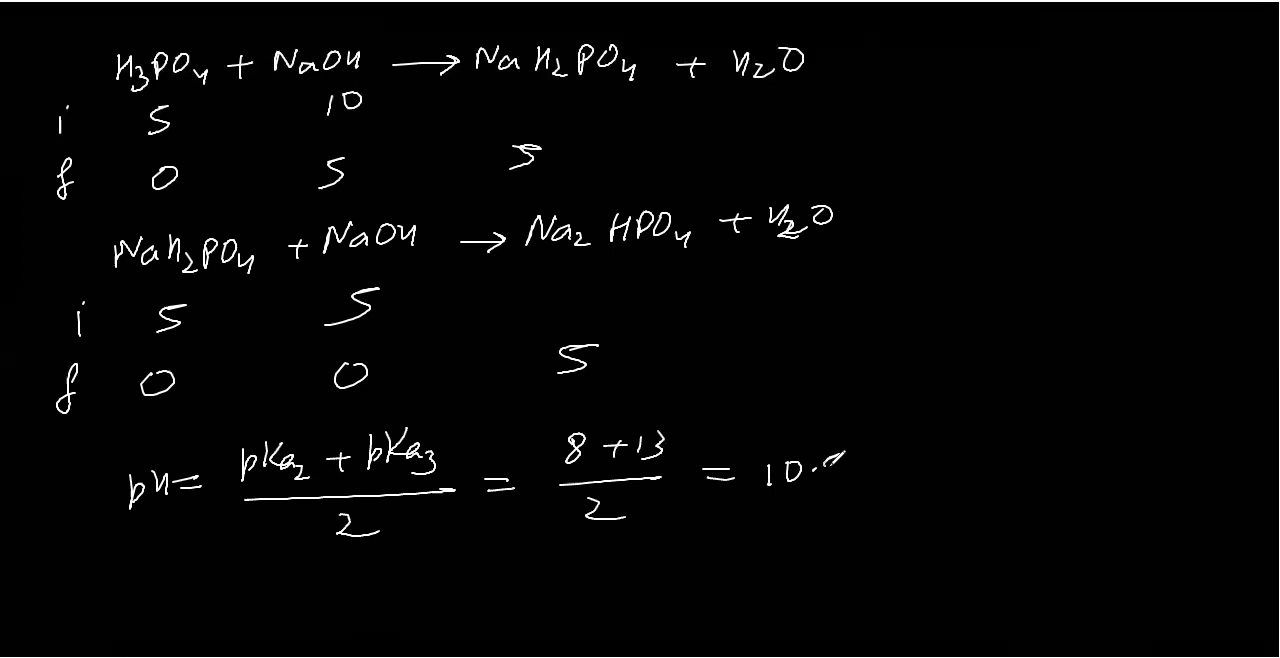 H₃PO₄ + NaOH ⟶ NaH₂PO₄ + H₂O
i 5 10
f 0 5 5
NaH₂PO₄ + NaOH → Na₂HPO₄ + H₂O
i 5 5
f 0 0 5
pH = (pKa₂ + pKa₃)/2 = (8 + 13)/2 = 10.